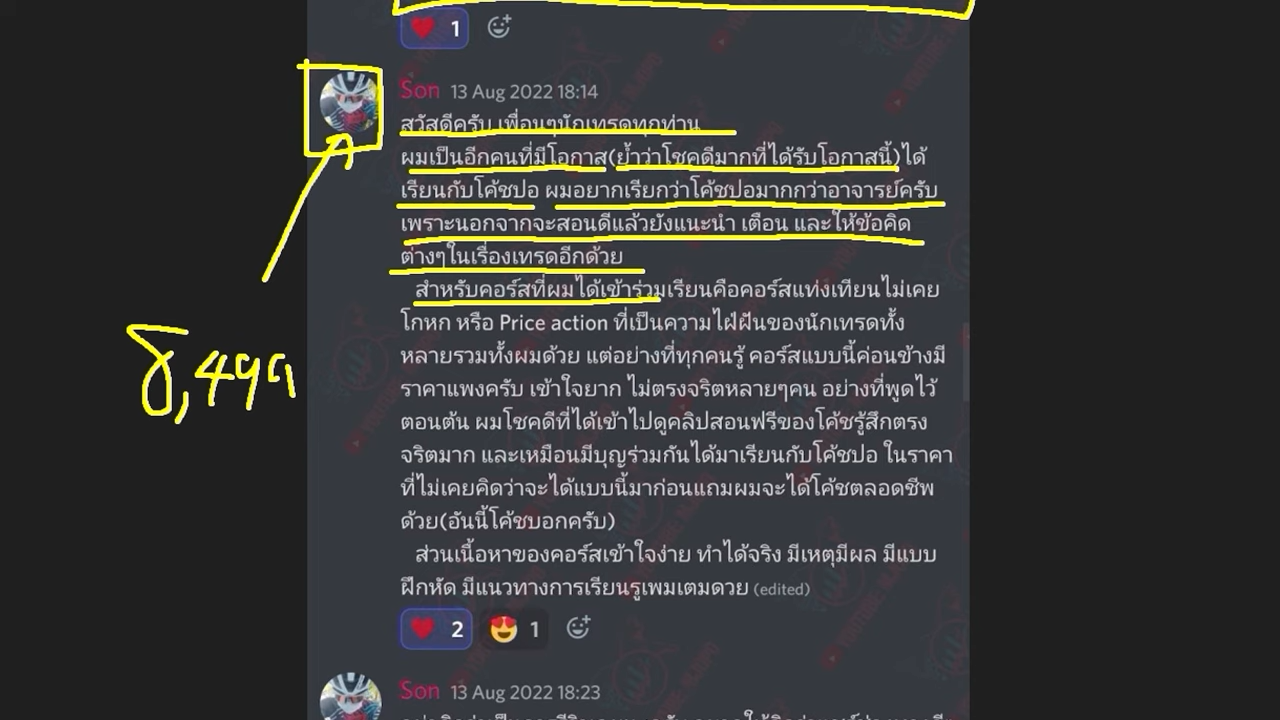 1
Son 13 Aug 2022 18:14
สวัสดีครับ เพื่อนๆนักเทรดทุกท่าน
ผมเป็นอีกคนที่มีโอกาส(ย้ำว่าโชคดีมากที่ได้รับโอกาสนี้)ได้
เรียนกับโค้ชปอ ผมอยากเรียกว่าโค้ชปอมากกว่าอาจารย์ครับ
เพราะนอกจากจะสอนดีแล้วยังแนะนำ เตือน และให้ข้อคิด
ต่างๆในเรื่องเทรดอีกด้วย
สำหรับคอร์สที่ผมได้เข้าร่วมเรียนคือคอร์สแท่งเทียนไม่เคย
โกหก หรือ Price action ที่เป็นความไฝ่ฝันของนักเทรดทั้ง
หลายรวมทั้งผมด้วย แต่อย่างที่ทุกคนรู้ คอร์สแบบนี้ค่อนข้างมี
ราคาแพงครับ เข้าใจยาก ไม่ตรงจริตหลายๆคน อย่างที่พูดไว้
ตอนต้น ผมโชคดีที่ได้เข้าไปดูคลิปสอนฟรีของโค้ชรู้สึกตรง
จริตมาก และเหมือนมีบุญร่วมกันได้มาเรียนกับโค้ชปอ ในราคา
ที่ไม่เคยคิดว่าจะได้แบบนี้มาก่อนแถมผมจะได้โค้ชตลอดชีพ
ด้วย(อันนี้โค้ชบอกครับ)
ส่วนเนื้อหาของคอร์สเข้าใจง่าย ทำได้จริง มีเหตุมีผล มีแบบ
ฝึกหัด มีแนวทางการเรียนรูเพมเตมดวย (edited)
2 1
Son 13 Aug 2022 18:23